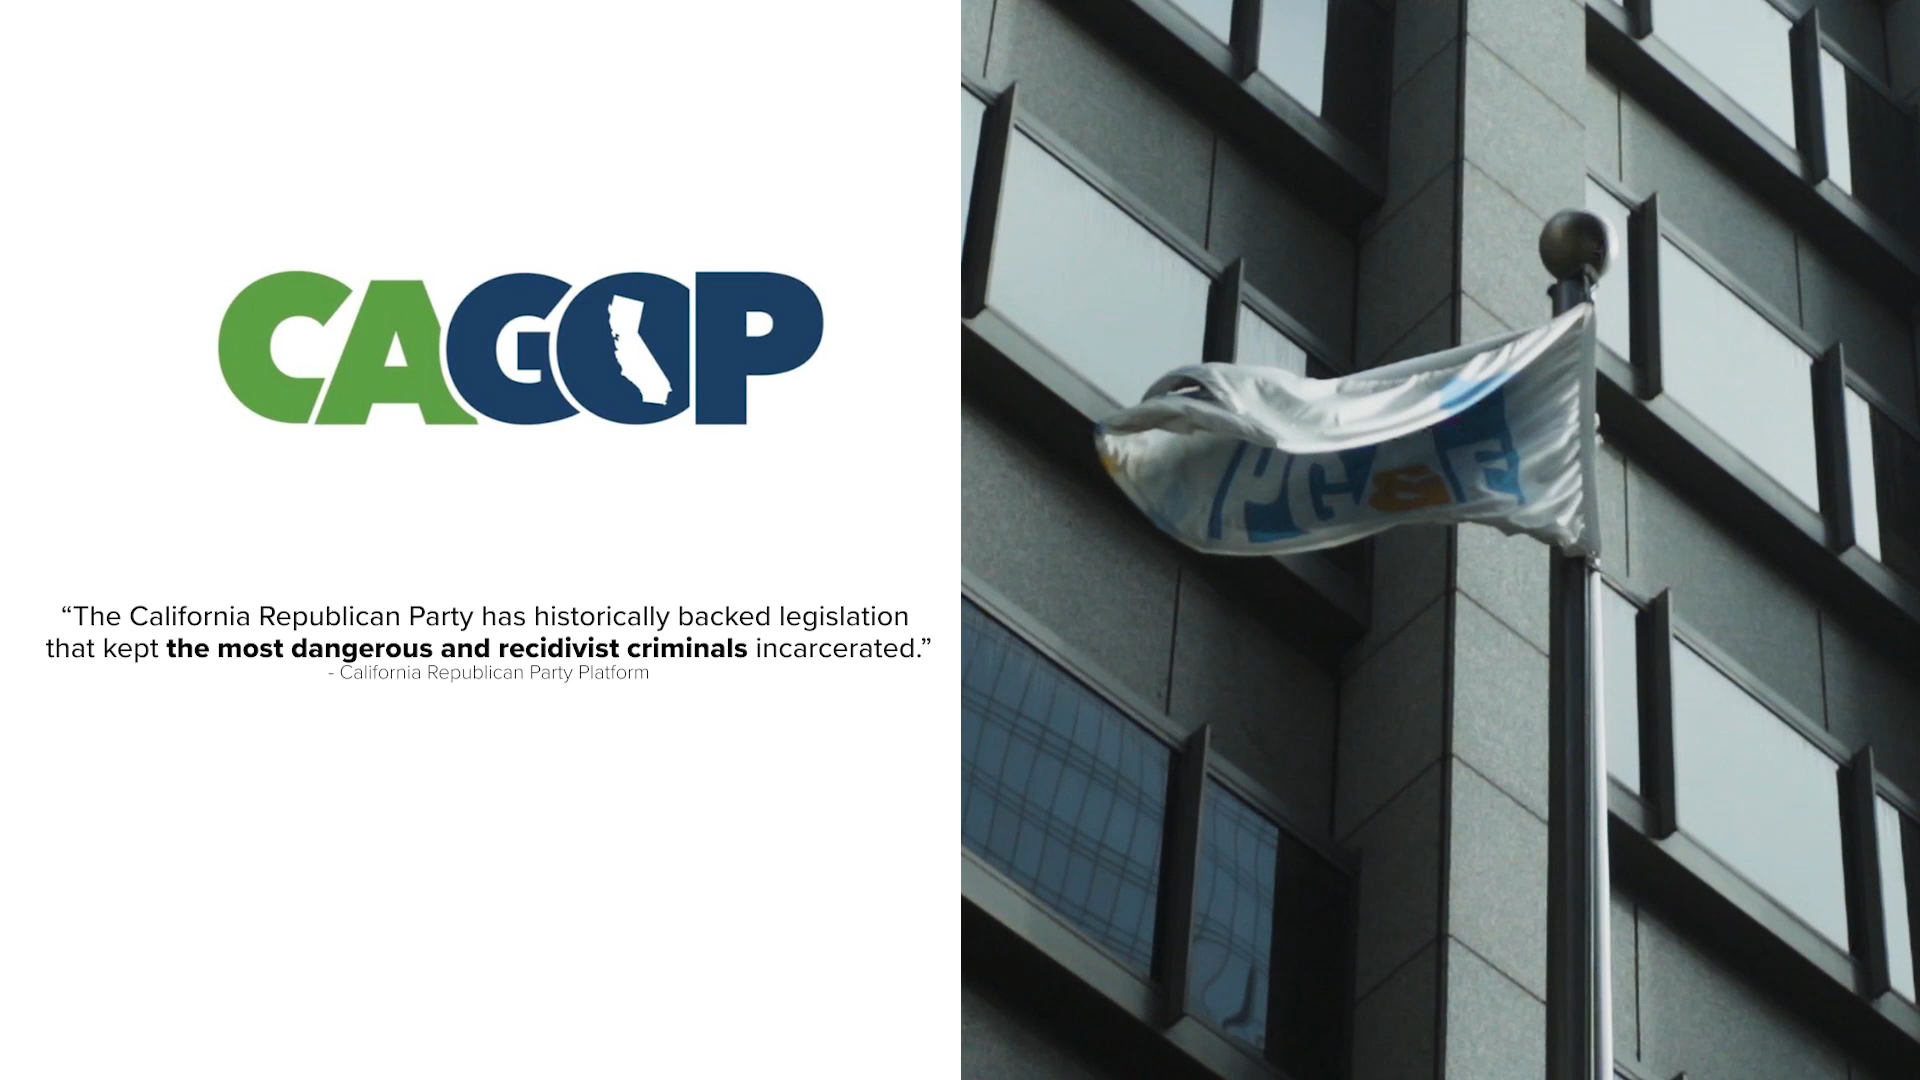 CAGOP
“The California Republican Party has historically backed legislation
that kept the most dangerous and recidivist criminals incarcerated.”
- California Republican Party Platform
PG&E